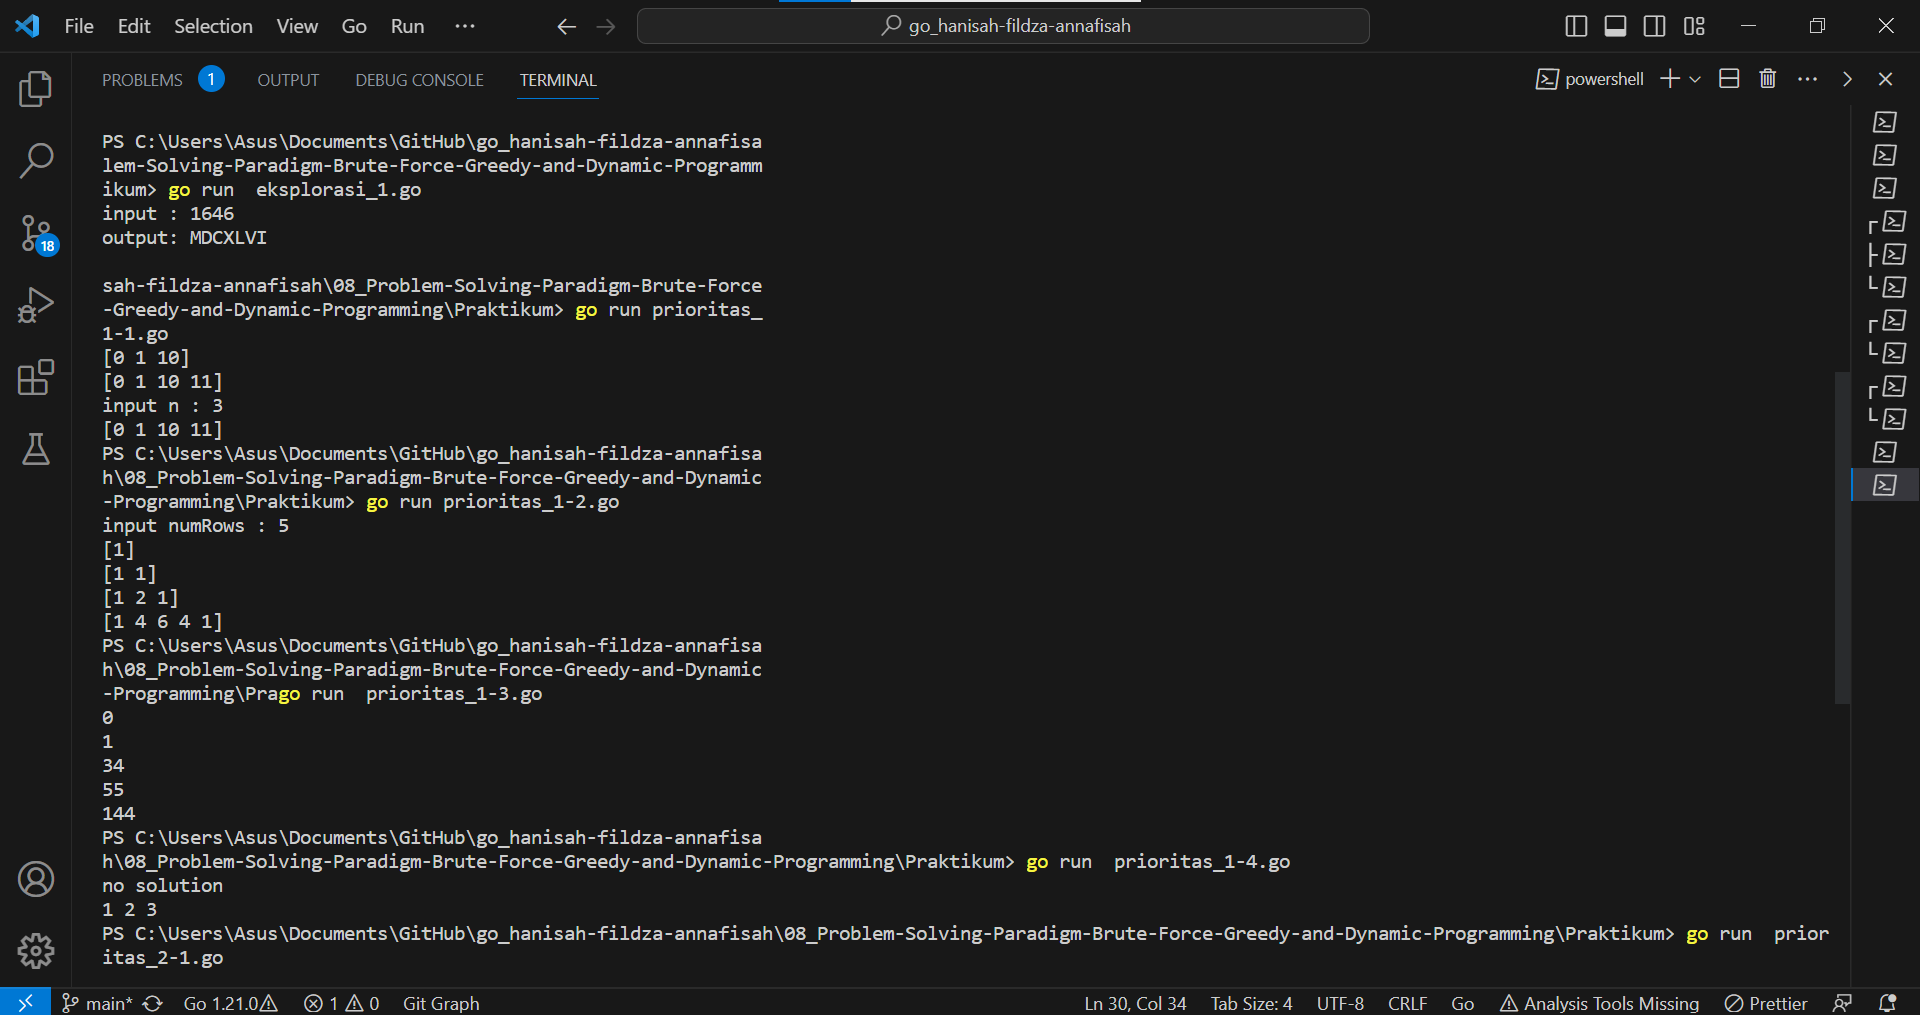 File Edit Selection View Go Run ··· go_hanisah-fildza-annafisah
PROBLEMS 1 OUTPUT DEBUG CONSOLE TERMINAL powershell
PS C:\Users\Asus\Documents\GitHub\go_hanisah-fildza-annafisa
lem-Solving-Paradigm-Brute-Force-Greedy-and-Dynamic-Programm
ikum> go run  eksplorasi_1.go
input : 1646
output: MDCXLVI
sah-fildza-annafisah\08_Problem-Solving-Paradigm-Brute-Force
-Greedy-and-Dynamic-Programming\Praktikum> go run prioritas_
1-1.go
[0 1 10]
[0 1 10 11]
input n : 3
[0 1 10 11]
PS C:\Users\Asus\Documents\GitHub\go_hanisah-fildza-annafisa
h\08_Problem-Solving-Paradigm-Brute-Force-Greedy-and-Dynamic
-Programming\Praktikum> go run prioritas_1-2.go
input numRows : 5
[1]
[1 1]
[1 2 1]
[1 4 6 4 1]
PS C:\Users\Asus\Documents\GitHub\go_hanisah-fildza-annafisa
h\08_Problem-Solving-Paradigm-Brute-Force-Greedy-and-Dynamic
-Programming\Prago run  prioritas_1-3.go
0
1
34
55
144
PS C:\Users\Asus\Documents\GitHub\go_hanisah-fildza-annafisa
h\08_Problem-Solving-Paradigm-Brute-Force-Greedy-and-Dynamic-Programming\Praktikum> go run  prioritas_1-4.go
no solution
1 2 3
PS C:\Users\Asus\Documents\GitHub\go_hanisah-fildza-annafisah\08_Problem-Solving-Paradigm-Brute-Force-Greedy-and-Dynamic-Programming\Praktikum> go run  prior
itas_2-1.go
18
main* Go 1.21.0 1 0 Git Graph Ln 30, Col 34 Tab Size: 4 UTF-8 CRLF Go Analysis Tools Missing Prettier